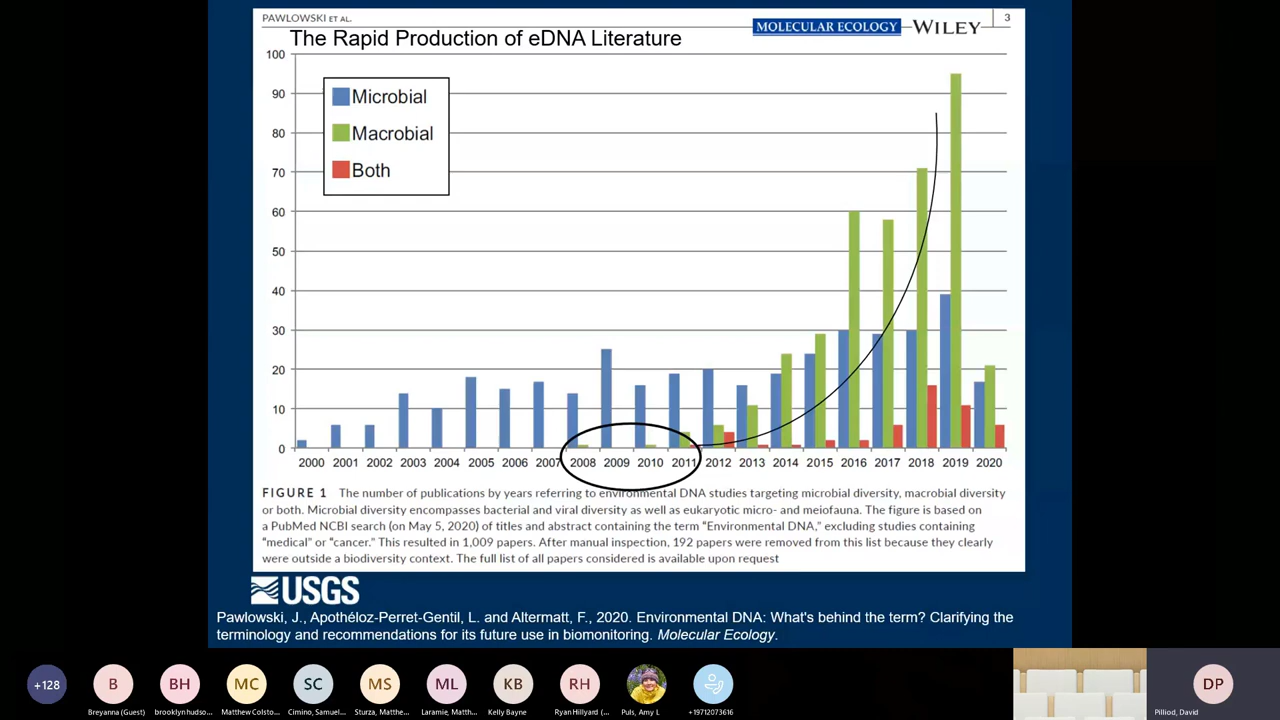 PAWLOWSKI ET AL.
MOLECULAR ECOLOGY WILEY 3
The Rapid Production of eDNA Literature
100
90
80
70
60
50
40
30
20
10
0
Microbial
Macrobial
Both
2000 2001 2002 2003 2004 2005 2006 2007 2008 2009 2010 2011 2012 2013 2014 2015 2016 2017 2018 2019 2020
FIGURE 1 The number of publications by years referring to environmental DNA studies targeting microbial diversity, macrobial diversity
or both. Microbial diversity encompasses bacterial and viral diversity as well as eukaryotic micro- and meiofauna. The figure is based on
a PubMed NCBI search (on May 5, 2020) of titles and abstract containing the term “Environmental DNA,” excluding studies containing
“medical” or “cancer.” This resulted in 1,009 papers. After manual inspection, 192 papers were removed from this list because they clearly
were outside a biodiversity context. The full list of all papers considered is available upon request
USGS
Pawlowski, J., Apothéloz-Perret-Gentil, L. and Altermatt, F., 2020. Environmental DNA: What's behind the term? Clarifying the
terminology and recommendations for its future use in biomonitoring. Molecular Ecology.
+128 B BH MC SC MS ML KB RH DP
Breyanna (Guest) brooklyn hudso... Matthew Colsto... Cimino, Samuel... Sturza, Matthe... Laramie, Matth... Kelly Bayne Ryan Hillyard (... Puls, Amy L +19712073616 Pilliod, David